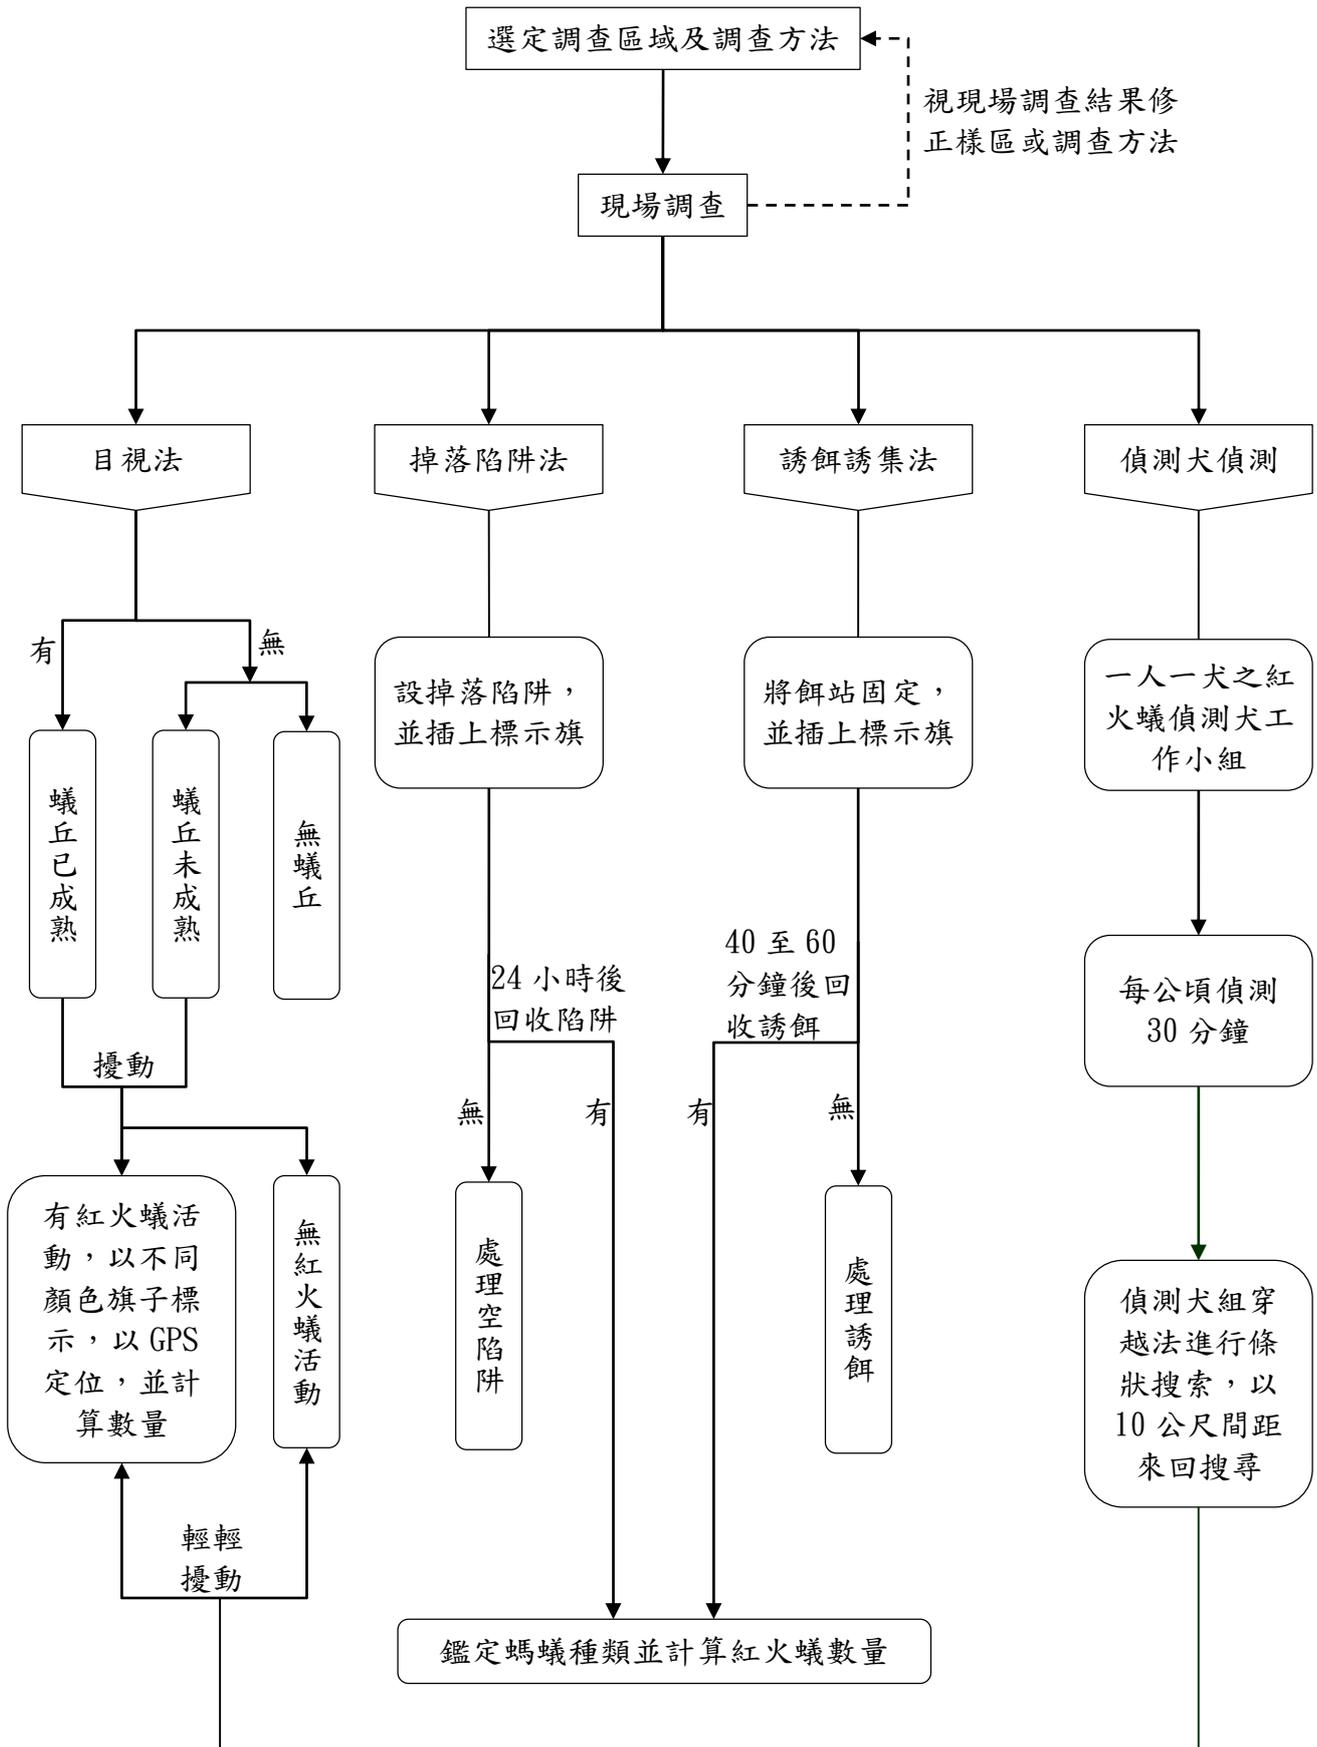 選定調查區域及調查方法
視現場調查結果修
正樣區或調查方法
現場調查
目視法
掉落陷阱法
誘餌誘集法
偵測犬偵測
有
無
蟻丘已成熟
蟻丘未成熟
無蟻丘
設掉落陷阱，
並插上標示旗
將餌站固定，
並插上標示旗
一人一犬之紅
火蟻偵測犬工
作小組
24 小時後
回收陷阱
40 至 60
分鐘後回
收誘餌
每公頃偵測
30 分鐘
擾動
無
有
有
無
有紅火蟻活
動，以不同
顏色旗子標
示，以 GPS
定位，並計
算數量
無紅火蟻活動
處理空陷阱
處理誘餌
偵測犬組穿
越法進行條
狀搜索，以
10 公尺間距
來回搜尋
輕輕
擾動
鑑定螞蟻種類並計算紅火蟻數量